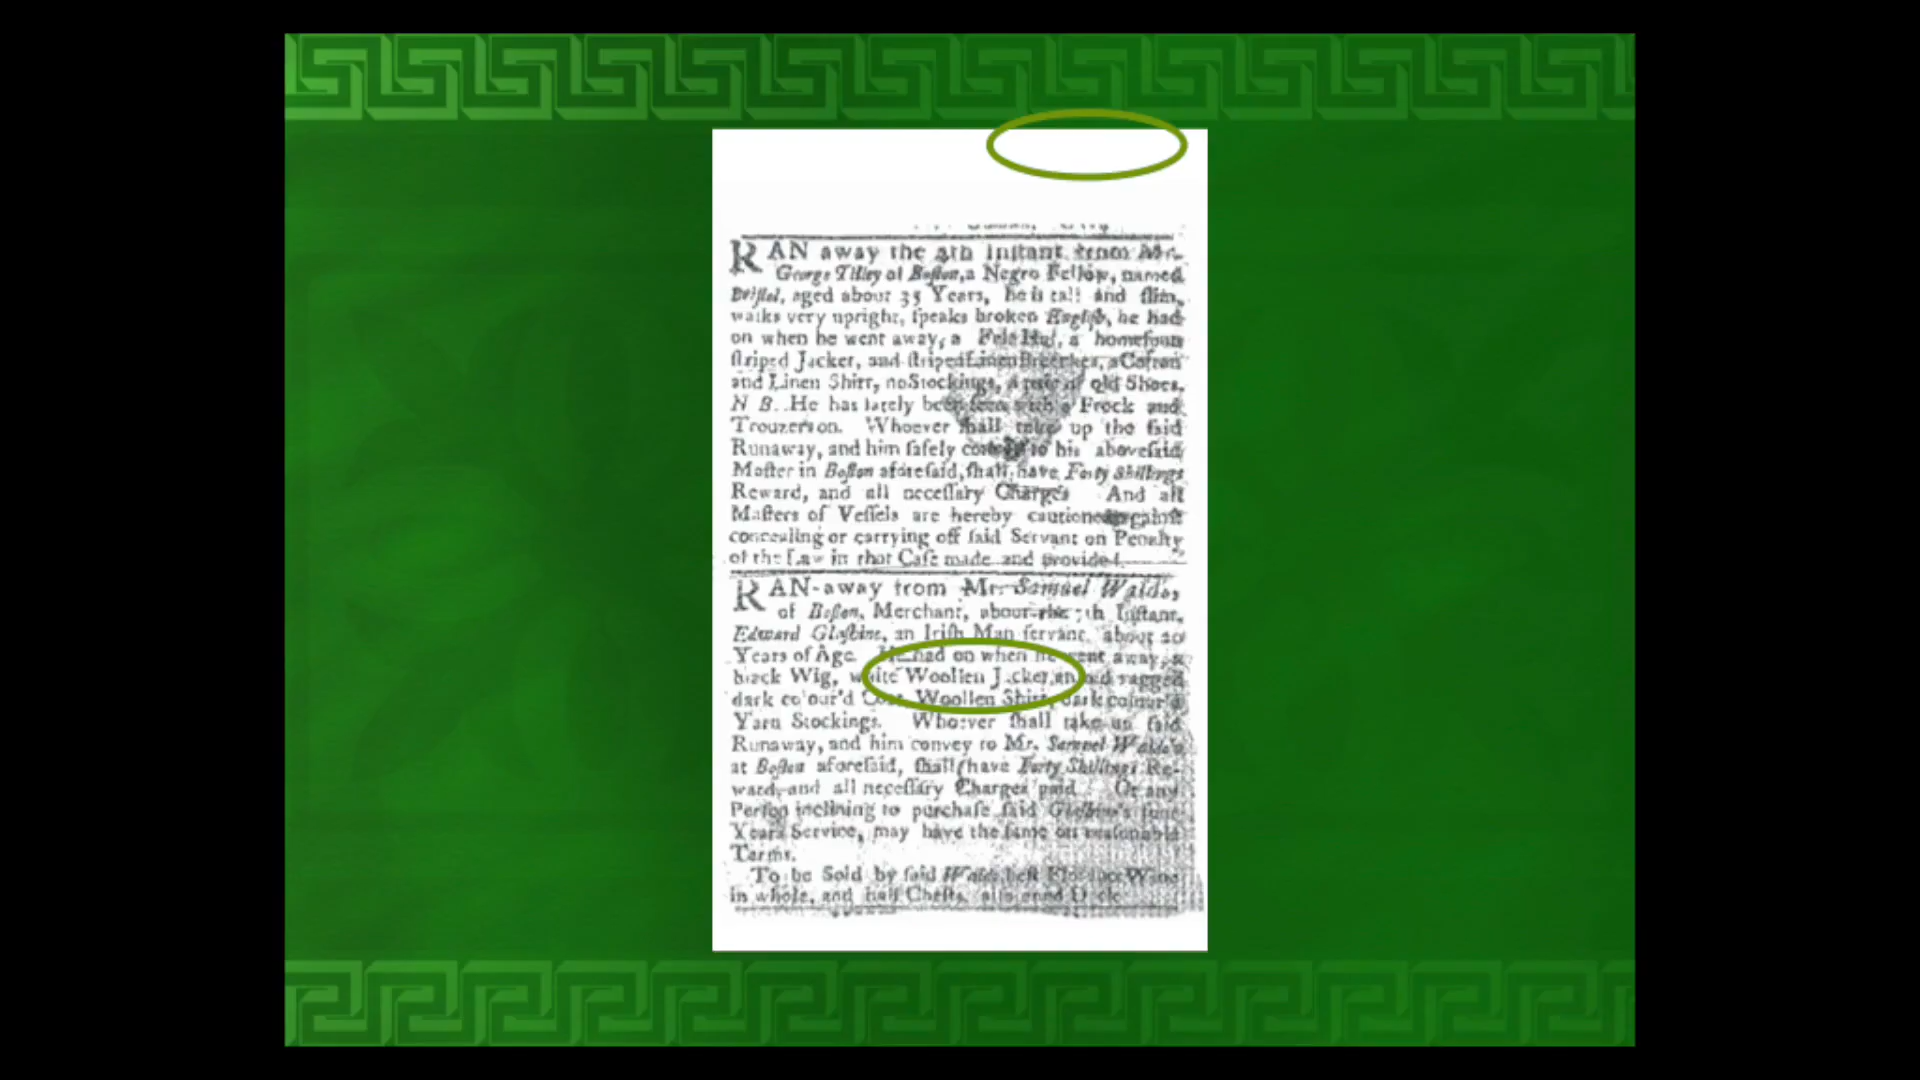 RAN away the 4th Instant from Mr.
George Tilley of Boston, a Negro Fellow, named
Bristol, aged about 35 Years, he is tall and slim,
walks very upright, speaks broken English, he had
on when he went away, a Felt Hat, a homespun
striped Jacket, and striped Linen Breeches, a Cotton
and Linen Shirt, no Stockings, a pair of old Shoes,
N B. He has lately been seen with a Frock and
Trouzers on. Whoever shall take up the said
Runaway, and him safely convey to his abovesaid
Master in Boston aforesaid, shall have Forty Shillings
Reward, and all necessary Charges And all
Masters of Vessels are hereby cautioned against
concealing or carrying off said Servant on Penalty
of the Law in that Case made and provided.
RAN-away from Mr. Samuel Waldo,
of Boston, Merchant, about the th Instant,
Edward Glasbine, an Irish Man servant, about 20
Years of Age. He had on when he went away, a
black Wig, white Woollen Jacket, an old ragged
dark colour'd Coat, Woollen Shirt, dark colour'd
Yarn Stockings. Whoever shall take up said
Runaway, and him convey to Mr. Samuel Waldo's
at Boston aforesaid, shall have Forty Shillings Re-
ward, and all necessary Charges paid Or any
Person inclining to purchase said four
Years Service, may have the same on reasonable
Terms.
To be Sold by said Waldo, best Florence Wine
in whole, and half Chests, also good